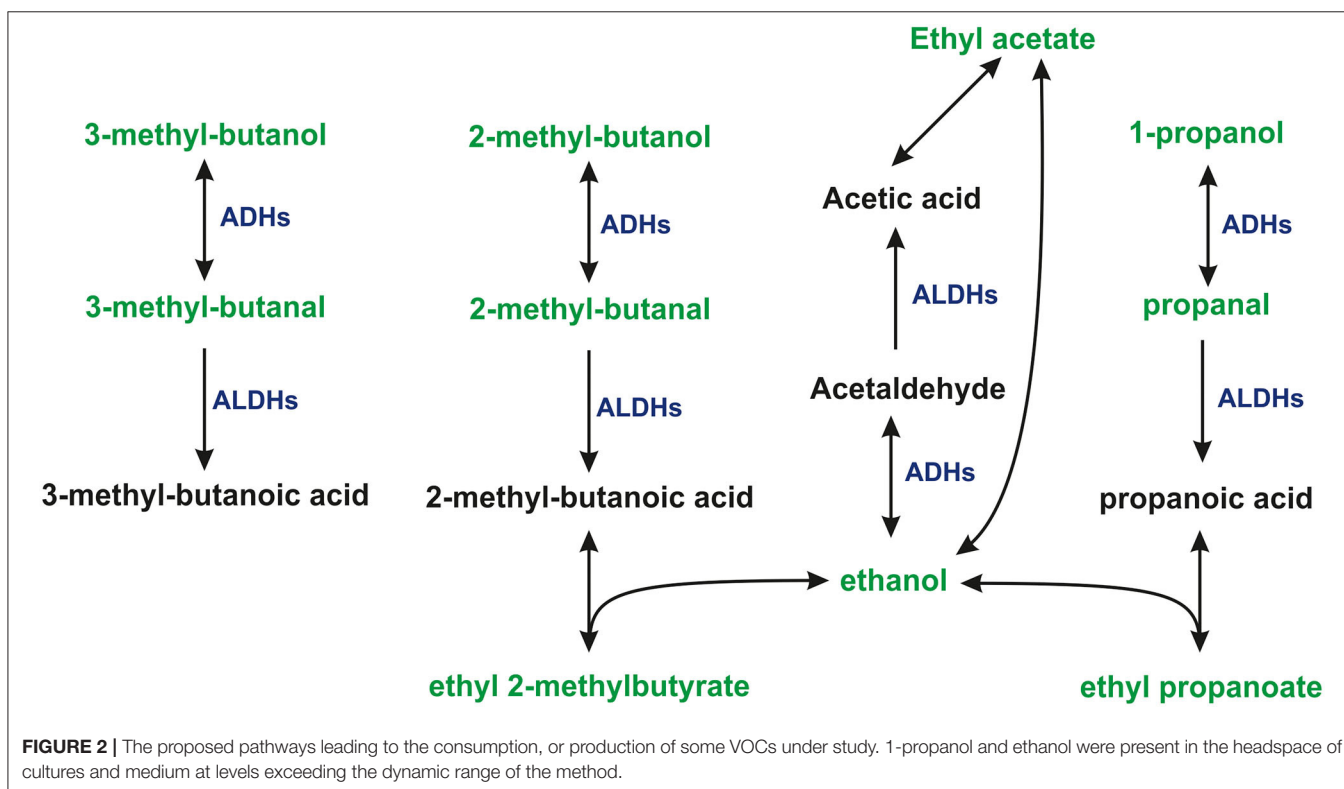 Ethyl acetate
3-methyl-butanol
2-methyl-butanol
1-propanol
Acetic acid
ADHs
ADHs
ADHs
3-methyl-butanal
2-methyl-butanal
ALDHs
propanal
Acetaldehyde
ALDHs
ALDHs
ALDHs
ADHs
3-methyl-butanoic acid
2-methyl-butanoic acid
propanoic acid
ethanol
ethyl 2-methylbutyrate
ethyl propanoate
FIGURE 2 | The proposed pathways leading to the consumption, or production of some VOCs under study. 1-propanol and ethanol were present in the headspace of
cultures and medium at levels exceeding the dynamic range of the method.